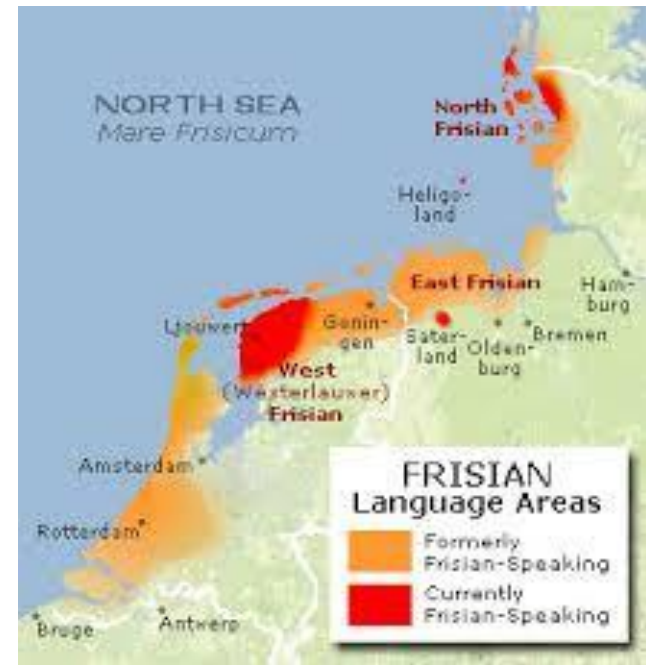 NORTH SEA
Mare Frisicum
North
Frisian
Heligo-
land
East Frisian
Ham-
burg
Ljouwert
Gonin-
gen
Sater-
land
Olden-
burg
Bremen
West
(Westerlauwer)
Frisian
Amsterdam
Rotterdam
Bruge
Antwerp
FRISIAN
Language Areas
Formerly
Frisian-Speaking
Currently
Frisian-Speaking